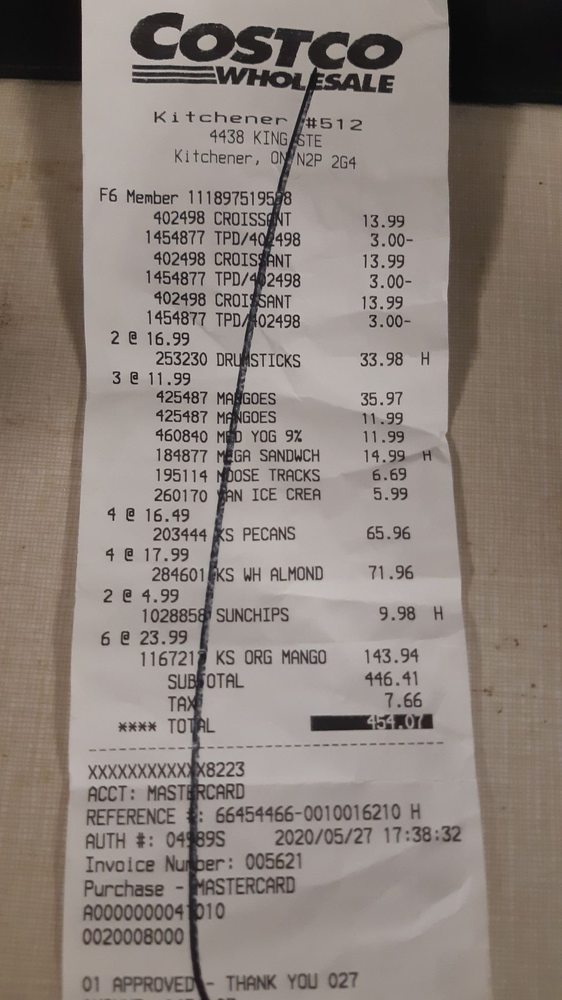 COSTCO
WHOLESALE
Kitchener #512
4438 KING STE
Kitchener, ON N2P 2G4
F6 Member 111897519598
402498 CROISSANT 13.99
1454877 TPD/402498 3.00-
402498 CROISSANT 13.99
1454877 TPD/402498 3.00-
402498 CROISSANT 13.99
1454877 TPD/402498 3.00-
2 @ 16.99
253230 DRUMSTICKS 33.98 H
3 @ 11.99
425487 MANGOES 35.97
425487 MANGOES 11.99
460840 MED YOG 9% 11.99
184877 MEGA SANDWCH 14.99 H
195114 MOOSE TRACKS 6.69
260170 VAN ICE CREA 5.99
4 @ 16.49
203444 KS PECANS 65.96
4 @ 17.99
284601 KS WH ALMOND 71.96
2 @ 4.99
1028858 SUNCHIPS 9.98 H
6 @ 23.99
1167217 KS ORG MANGO 143.94
SUBTOTAL 446.41
TAX 7.66
**** TOTAL 454.07
XXXXXXXXXXXX8223
ACCT: MASTERCARD
REFERENCE #: 66454466-0010016210 H
AUTH #: 04989S 2020/05/27 17:38:32
Invoice Number: 005621
Purchase - MASTERCARD
A0000000041010
0020008000
01 APPROVED - THANK YOU 027